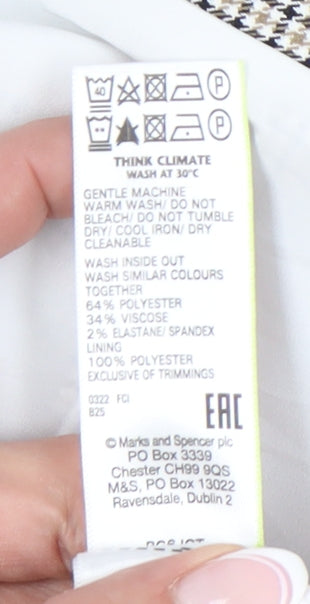 40 P
P
THINK CLIMATE
WASH AT 30°C
GENTLE MACHINE
WARM WASH/ DO NOT
BLEACH/ DO NOT TUMBLE
DRY/ COOL IRON/ DRY
CLEANABLE
WASH INSIDE OUT
WASH SIMILAR COLOURS
TOGETHER
64% POLYESTER
34% VISCOSE
2% ELASTANE/ SPANDEX
LINING
100% POLYESTER
EXCLUSIVE OF TRIMMINGS
0322 FCI
B25
EAC
© Marks and Spencer plc
PO Box 3339
Chester CH99 9QS
M&S, PO Box 13022
Ravensdale, Dublin 2